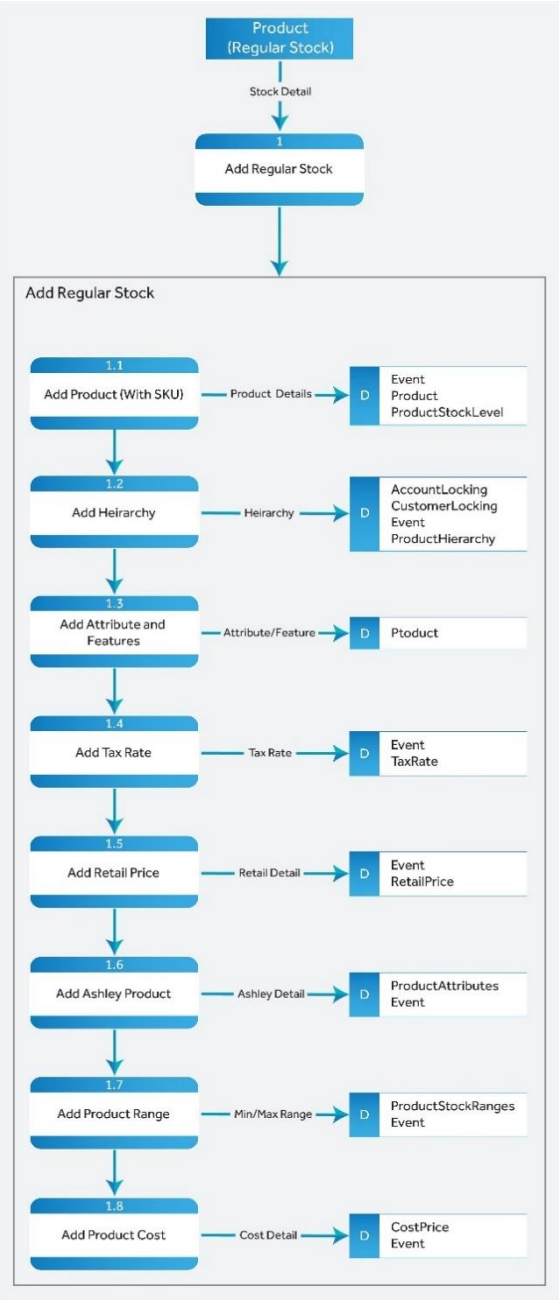 Product
(Regular Stock)
Stock Detail
1
Add Regular Stock
Add Regular Stock
1.1
Add Product (With SKU)
Product Details
D
Event
Product
ProductStockLevel
1.2
Add Heirarchy
Heirarchy
D
AccountLocking
CustomerLocking
Event
ProductHierarchy
1.3
Add Attribute and
Features
Attribute/Feature
D
Ptoduct
1.4
Add Tax Rate
Tax Rate
D
Event
TaxRate
1.5
Add Retail Price
Retail Detail
D
Event
RetailPrice
1.6
Add Ashley Product
Ashley Detail
D
ProductAttributes
Event
1.7
Add Product Range
Min/Max Range
D
ProductStockRanges
Event
1.8
Add Product Cost
Cost Detail
D
CostPrice
Event